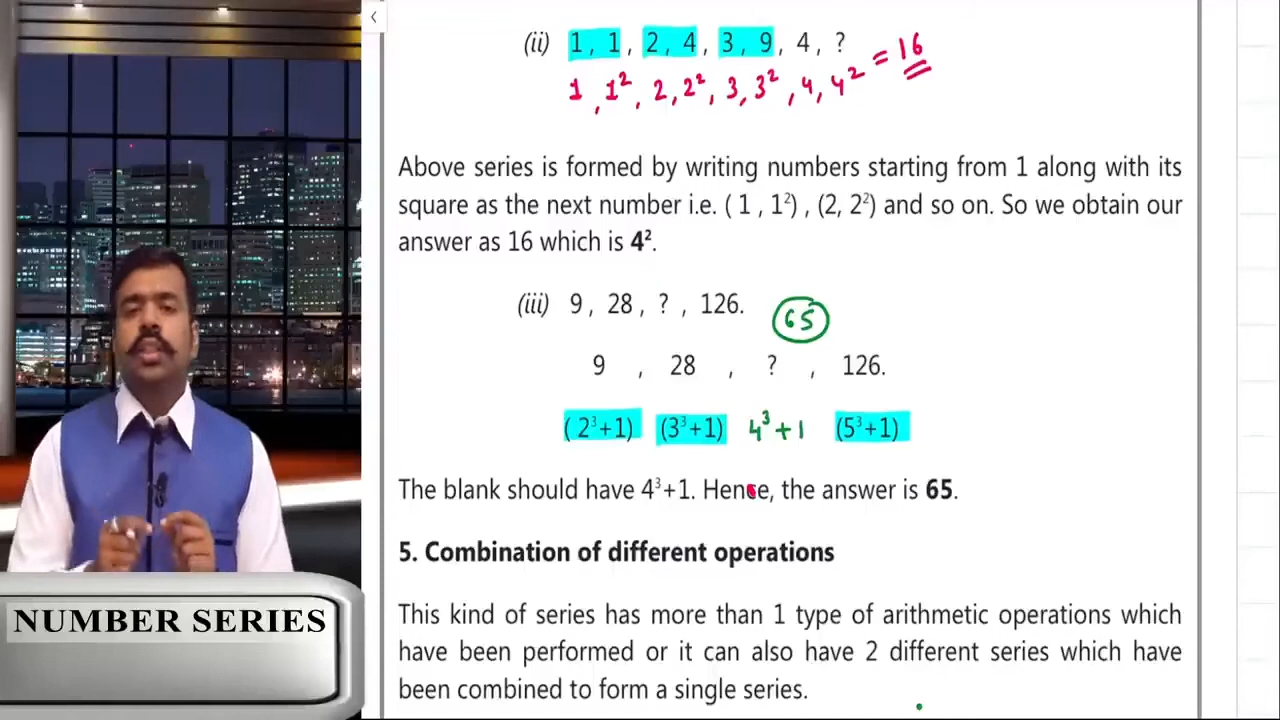 (ii) 1 , 1 , 2 , 4 , 3 , 9 , 4 , ?
1 , 1² , 2 , 2² , 3 , 3² , 4 , 4² = 16
Above series is formed by writing numbers starting from 1 along with its
square as the next number i.e. ( 1 , 1²) , (2, 2²) and so on. So we obtain our
answer as 16 which is 4².
(iii) 9 , 28 , ? , 126.
65
9 , 28 , ? , 126.
( 2³+1) (3³+1) 4³+1 (5³+1)
The blank should have 4³+1. Hence, the answer is 65.
5. Combination of different operations
This kind of series has more than 1 type of arithmetic operations which
have been performed or it can also have 2 different series which have
been combined to form a single series.
NUMBER SERIES